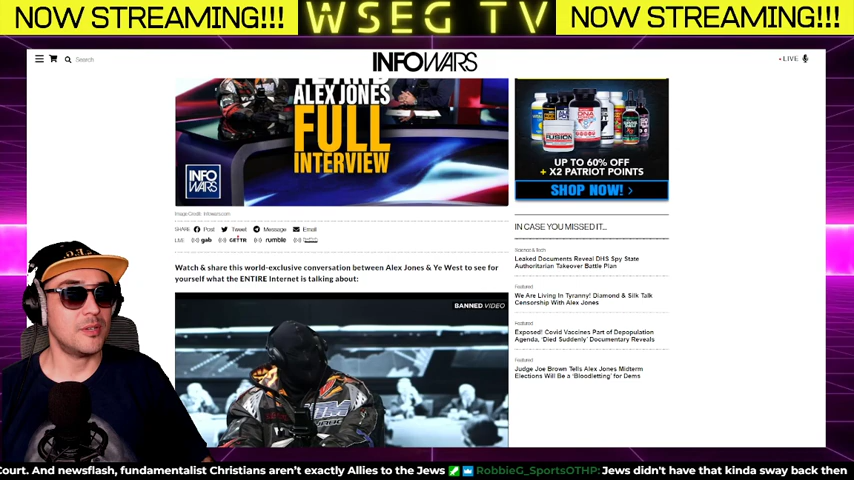 NOW STREAMING!!!
WSEG TV
NOW STREAMING!!!
Search
INFOWARS
LIVE
YE AND
ALEX JONES
FULL
INTERVIEW
INFO
WARS
Image Credit: Infowars.com
SHARE
Post
Tweet
Message
Email
LIVE
gab
GETTR
rumble
UP TO 60% OFF
+ X2 PATRIOT POINTS
SHOP NOW! >
IN CASE YOU MISSED IT...
Science & Tech
Leaked Documents Reveal DHS Spy State
Authoritarian Takeover Battle Plan
Featured
We Are Living In Tyranny! Diamond & Silk Talk
Censorship With Alex Jones
Featured
Exposed! Covid Vaccines Part of Depopulation
Agenda, 'Died Suddenly' Documentary Reveals
Featured
Judge Joe Brown Tells Alex Jones Midterm
Elections Will Be a 'Bloodletting' for Dems
Watch & share this world-exclusive conversation between Alex Jones & Ye West to see for
yourself what the ENTIRE Internet is talking about:
BANNED.VIDEO
Court. And newsflash, fundamentalist Christians aren't exactly Allies to the Jews RobbieG_SportsOTHP: Jews didn't have that kinda sway back then